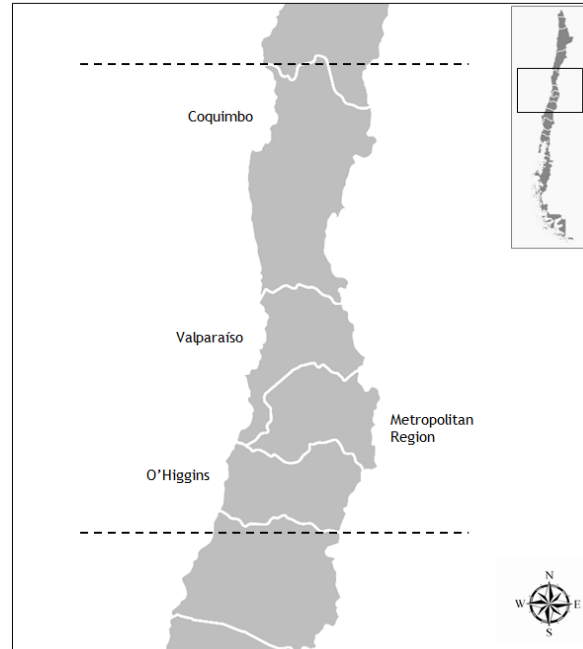 Coquimbo
Valparaíso
Metropolitan
Region
O'Higgins
N
W E
S